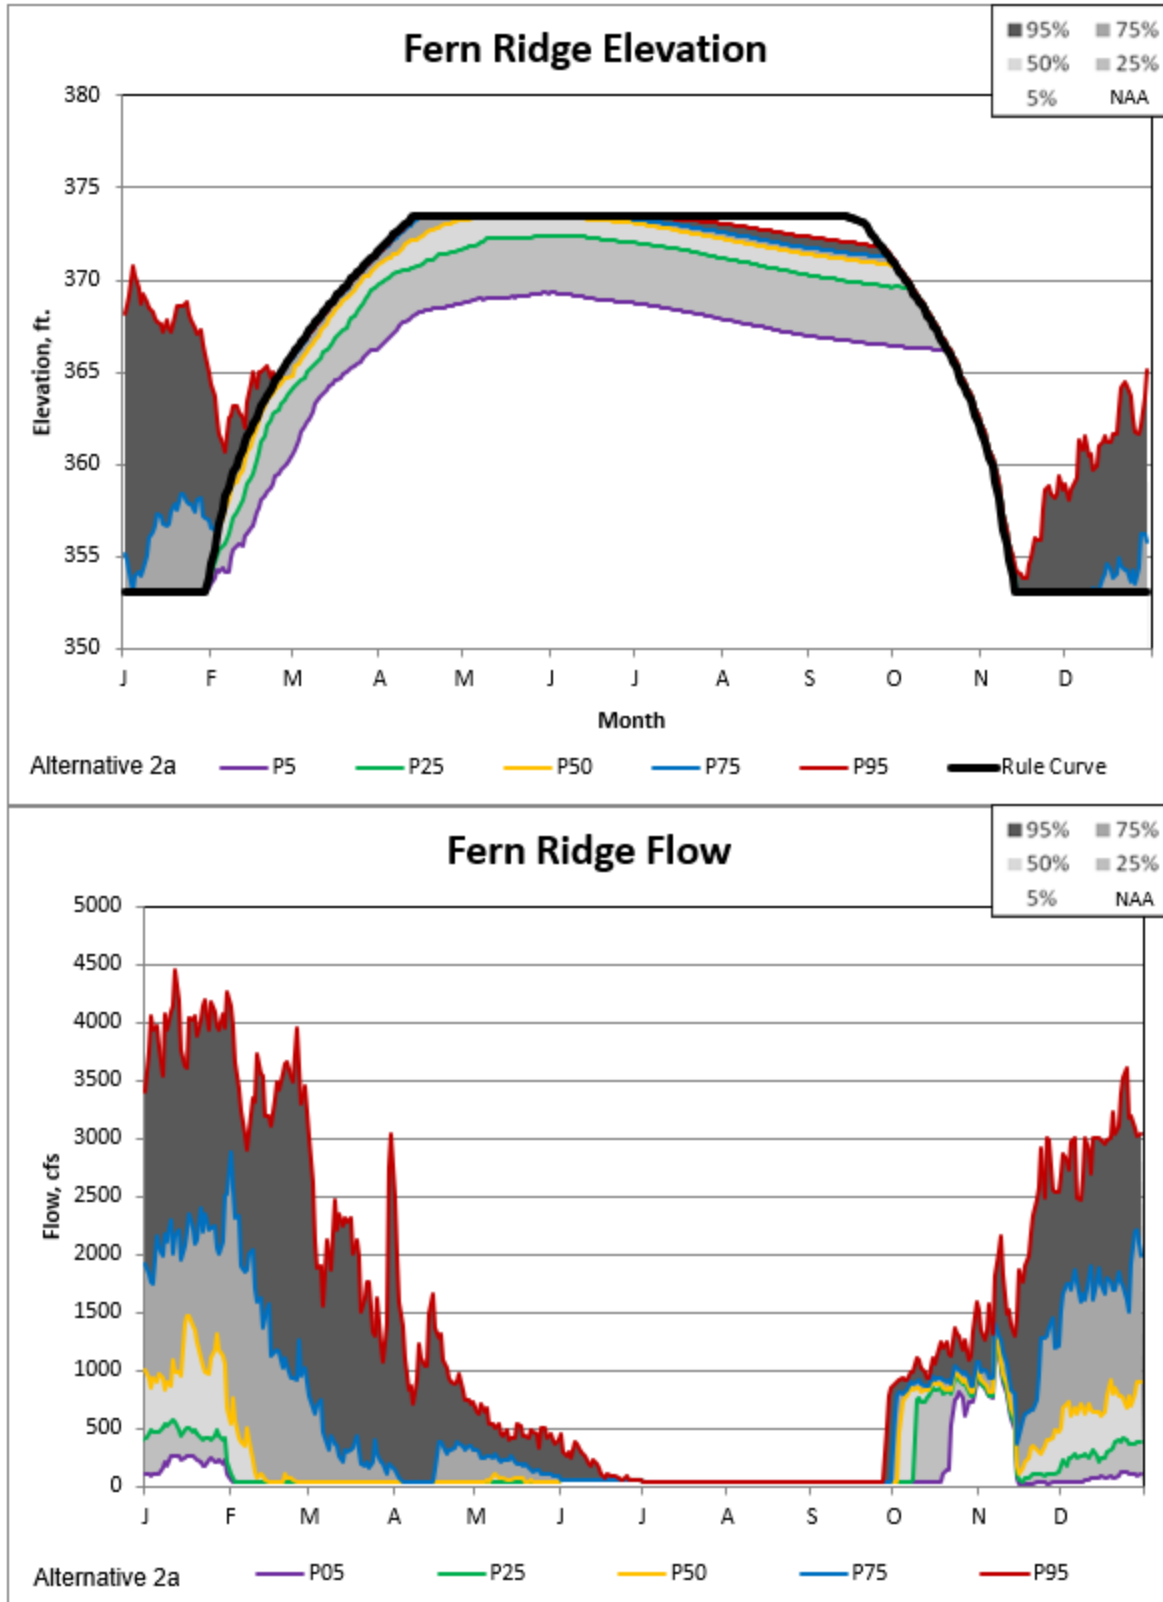 Fern Ridge Elevation
95% 75%
50% 25%
5% NAA
380
375
370
365
360
355
350
Elevation, ft.
J F M A M J J A S O N D
Month
Alternative 2a P5 P25 P50 P75 P95 Rule Curve
Fern Ridge Flow
95% 75%
50% 25%
5% NAA
5000
4500
4000
3500
3000
2500
2000
1500
1000
500
0
Flow, cfs
J F M A M J J A S O N D
Alternative 2a P05 P25 P50 P75 P95